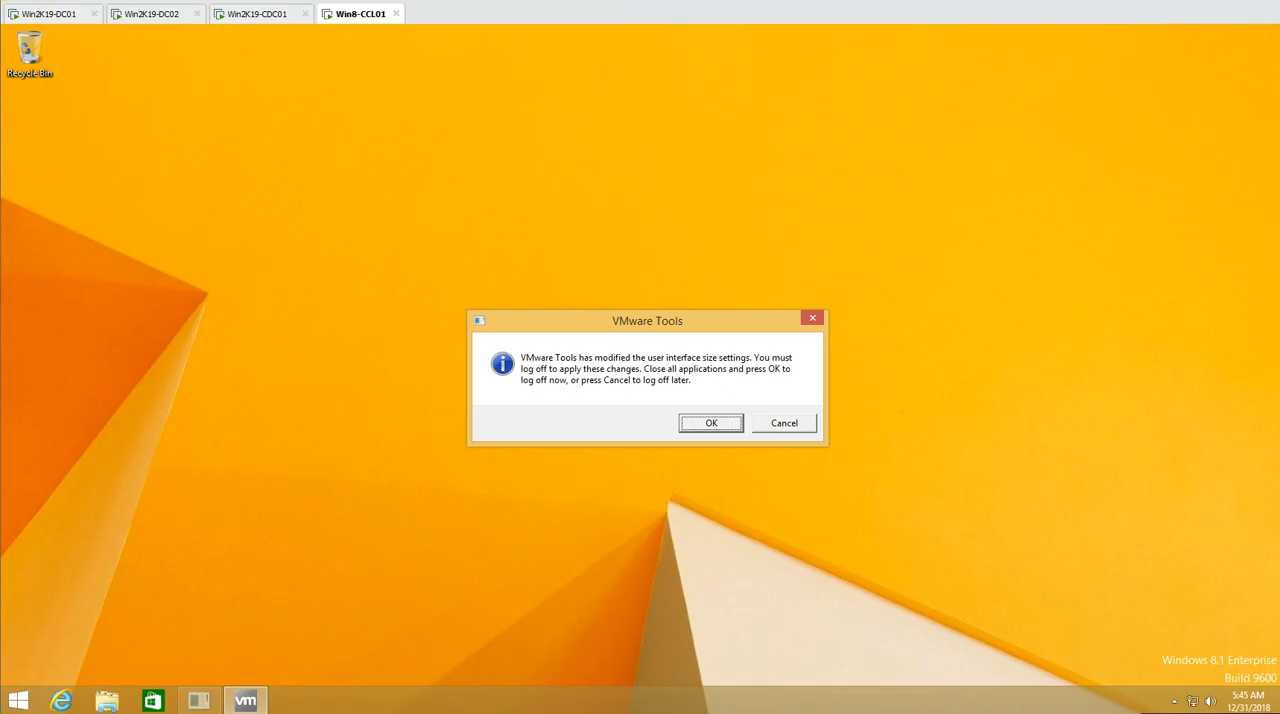 Win2K19-DC01
Win2K19-DC02
Win2K19-CDC01
Win8-CCL01
Recycle Bin
VMware Tools
VMware Tools has modified the user interface size settings. You must
log off to apply these changes. Close all applications and press OK to
log off now, or press Cancel to log off later.
OK
Cancel
Windows 8.1 Enterprise
Build 9600
vm
5:45 AM
12/31/2018